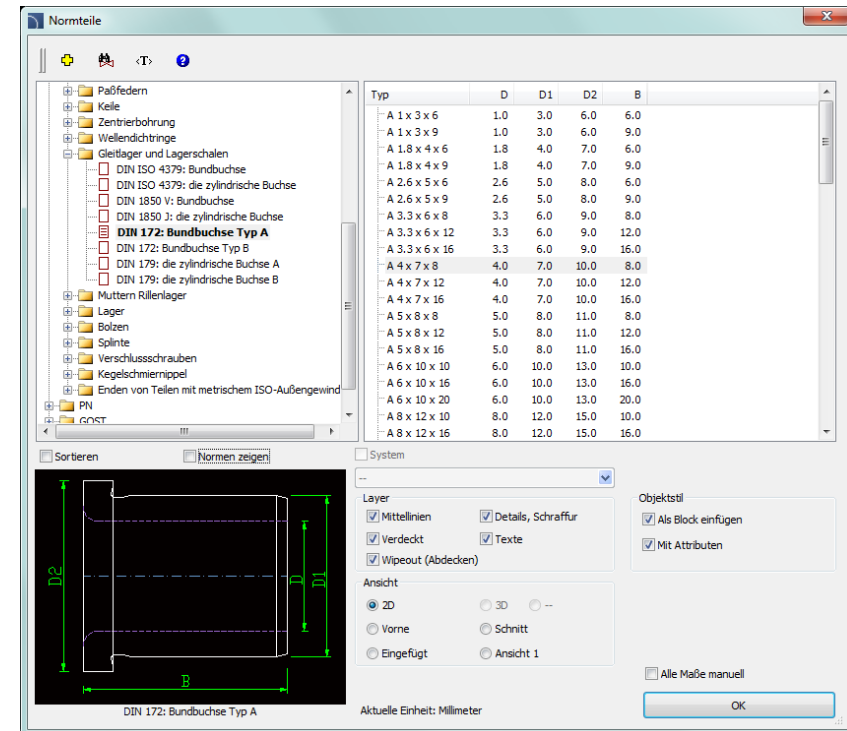 Normteile
‹T›
Paßfedern
Keile
Zentrierbohrung
Wellendichtringe
Gleitlager und Lagerschalen
DIN ISO 4379: Bundbuchse
DIN ISO 4379: die zylindrische Buchse
DIN 1850 V: Bundbuchse
DIN 1850 J: die zylindrische Buchse
DIN 172: Bundbuchse Typ A
DIN 172: Bundbuchse Typ B
DIN 179: die zylindrische Buchse A
DIN 179: die zylindrische Buchse B
Muttern Rillenlager
Lager
Bolzen
Splinte
Verschlussschrauben
Kegelschmiernippel
Enden von Teilen mit metrischem ISO-Außengewind
PN
GOST
Typ D D1 D2 B
A 1 x 3 x 6 1.0 3.0 6.0 6.0
A 1 x 3 x 9 1.0 3.0 6.0 9.0
A 1.8 x 4 x 6 1.8 4.0 7.0 6.0
A 1.8 x 4 x 9 1.8 4.0 7.0 9.0
A 2.6 x 5 x 6 2.6 5.0 8.0 6.0
A 2.6 x 5 x 9 2.6 5.0 8.0 9.0
A 3.3 x 6 x 8 3.3 6.0 9.0 8.0
A 3.3 x 6 x 12 3.3 6.0 9.0 12.0
A 3.3 x 6 x 16 3.3 6.0 9.0 16.0
A 4 x 7 x 8 4.0 7.0 10.0 8.0
A 4 x 7 x 12 4.0 7.0 10.0 12.0
A 4 x 7 x 16 4.0 7.0 10.0 16.0
A 5 x 8 x 8 5.0 8.0 11.0 8.0
A 5 x 8 x 12 5.0 8.0 11.0 12.0
A 5 x 8 x 16 5.0 8.0 11.0 16.0
A 6 x 10 x 10 6.0 10.0 13.0 10.0
A 6 x 10 x 16 6.0 10.0 13.0 16.0
A 6 x 10 x 20 6.0 10.0 13.0 20.0
A 8 x 12 x 10 8.0 12.0 15.0 10.0
A 8 x 12 x 16 8.0 12.0 15.0 16.0
Sortieren Normen zeigen
D2 D D1
B
DIN 172: Bundbuchse Typ A
System
--
Layer
Mittellinien Details, Schraffur
Verdeckt Texte
Wipeout (Abdecken)
Ansicht
2D 3D --
Vorne Schnitt
Eingefügt Ansicht 1
Aktuelle Einheit: Millimeter
Objektstil
Als Block einfügen
Mit Attributen
Alle Maße manuell
OK